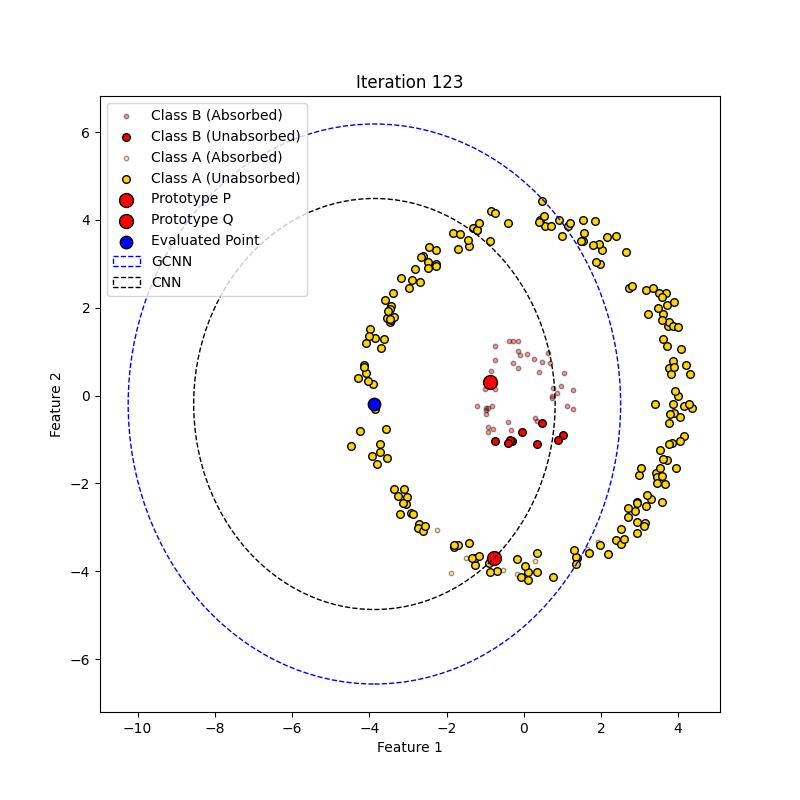 Iteration 123
Class B (Absorbed)
Class B (Unabsorbed)
Class A (Absorbed)
Class A (Unabsorbed)
Prototype P
Prototype Q
Evaluated Point
GCNN
CNN
6
4
2
0
−2
−4
−6
Feature 2
−10 −8 −6 −4 −2 0 2 4
Feature 1